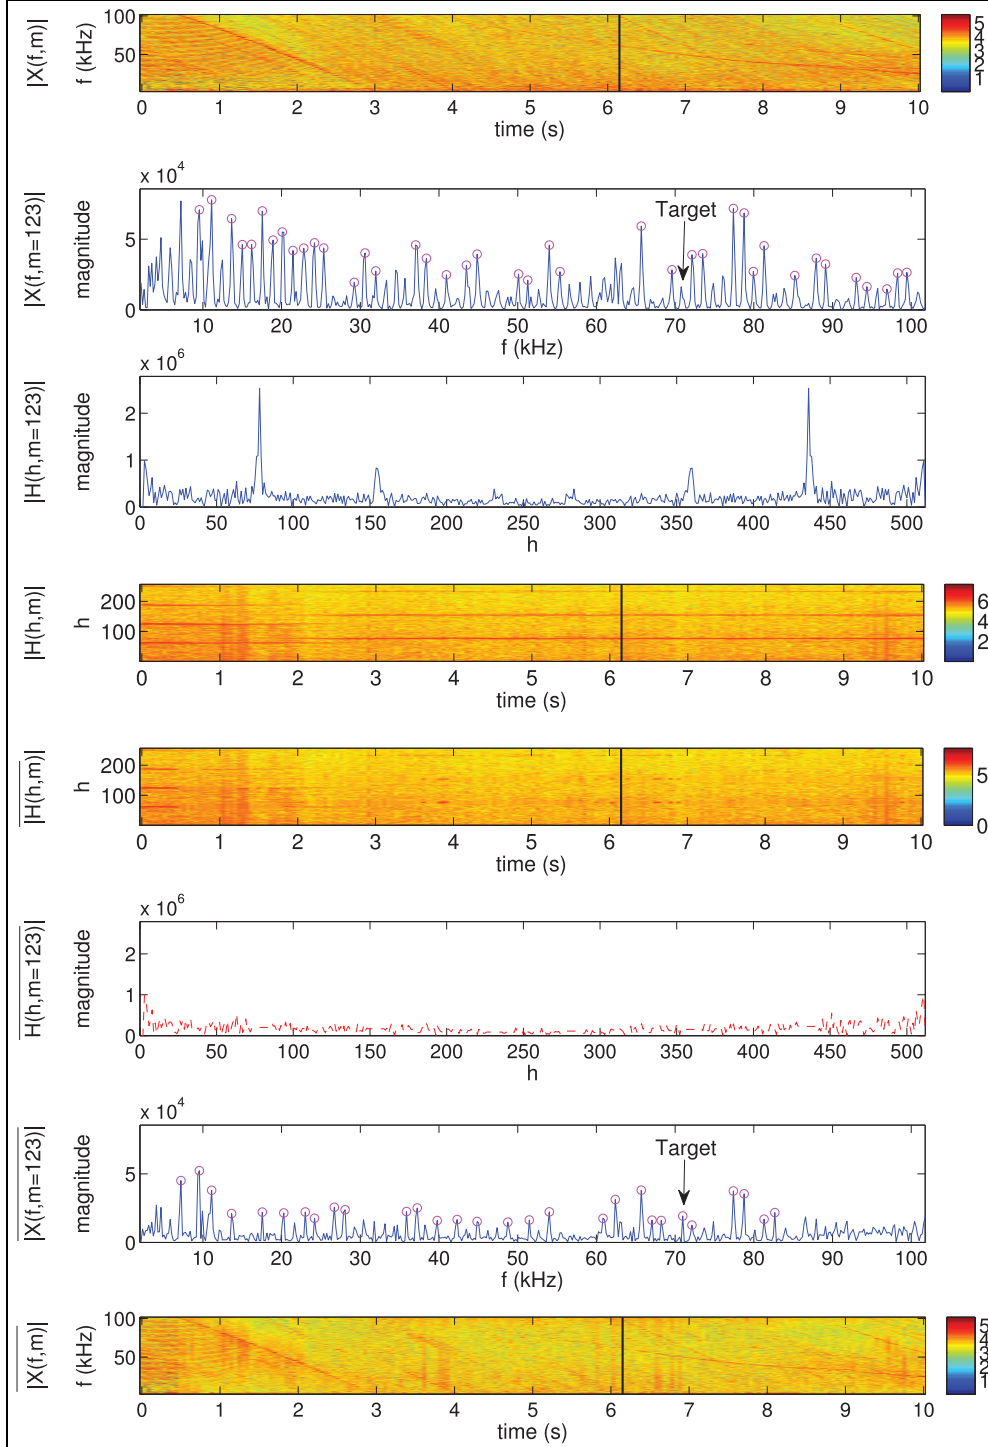 |X(f,m)|
f (kHz)
100
50
0 1 2 3 4 5 6 7 8 9 10
time (s)
5
4
3
2
1
|X(f,m=123)|
magnitude
x 10^4
5
0
Target
10 20 30 40 50 60 70 80 90 100
f (kHz)
|H(h,m=123)|
magnitude
x 10^6
2
1
0
0 50 100 150 200 250 300 350 400 450 500
h
|H(h,m)|
h
200
100
0 1 2 3 4 5 6 7 8 9 10
time (s)
6
4
2
|H(h,m)|
h
200
100
0 1 2 3 4 5 6 7 8 9 10
time (s)
5
0
H(h,m=123)|
magnitude
x 10^6
2
1
0
0 50 100 150 200 250 300 350 400 450 500
h
|X(f,m=123)|
magnitude
x 10^4
5
0
Target
10 20 30 40 50 60 70 80 90 100
f (kHz)
|X(f,m)|
f (kHz)
100
50
0 1 2 3 4 5 6 7 8 9 10
time (s)
5
4
3
2
1